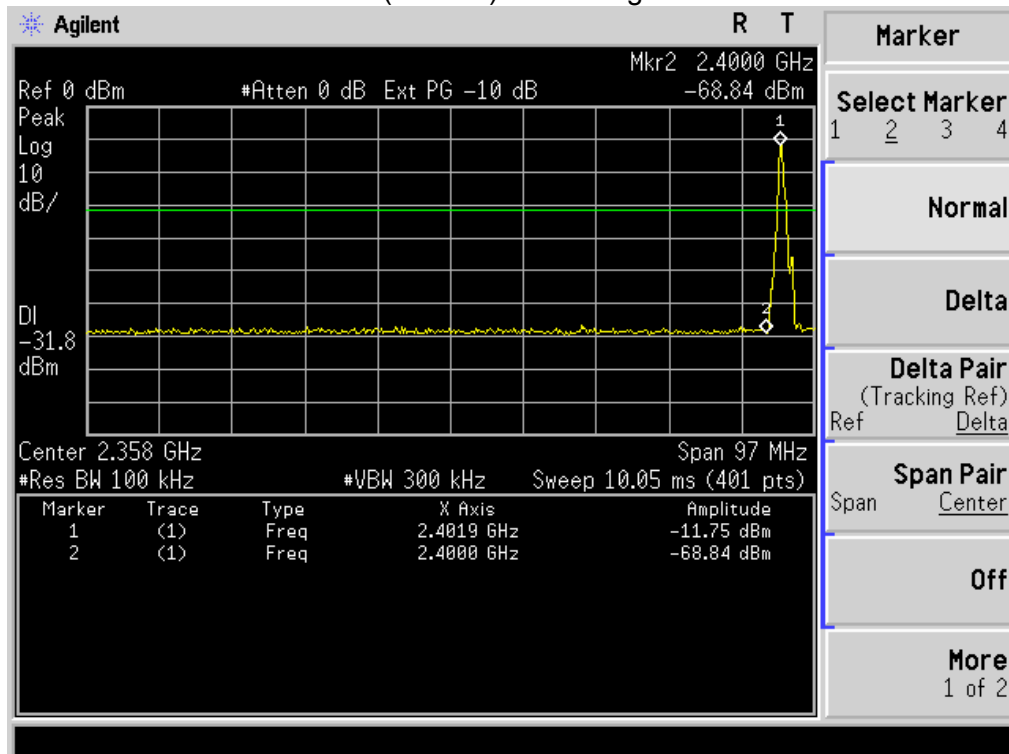 Agilent R T
Mkr2 2.4000 GHz
Ref 0 dBm #Atten 0 dB Ext PG -10 dB -68.84 dBm
Peak
Log
10
dB/
1
2
DI
-31.8
dBm
Center 2.358 GHz Span 97 MHz
#Res BW 100 kHz #VBW 300 kHz Sweep 10.05 ms (401 pts)
Marker Trace Type X Axis Amplitude
1 (1) Freq 2.4019 GHz -11.75 dBm
2 (1) Freq 2.4000 GHz -68.84 dBm
Marker
Select Marker
1 2 3 4
Normal
Delta
Delta Pair
(Tracking Ref)
Ref Delta
Span Pair
Span Center
Off
More
1 of 2